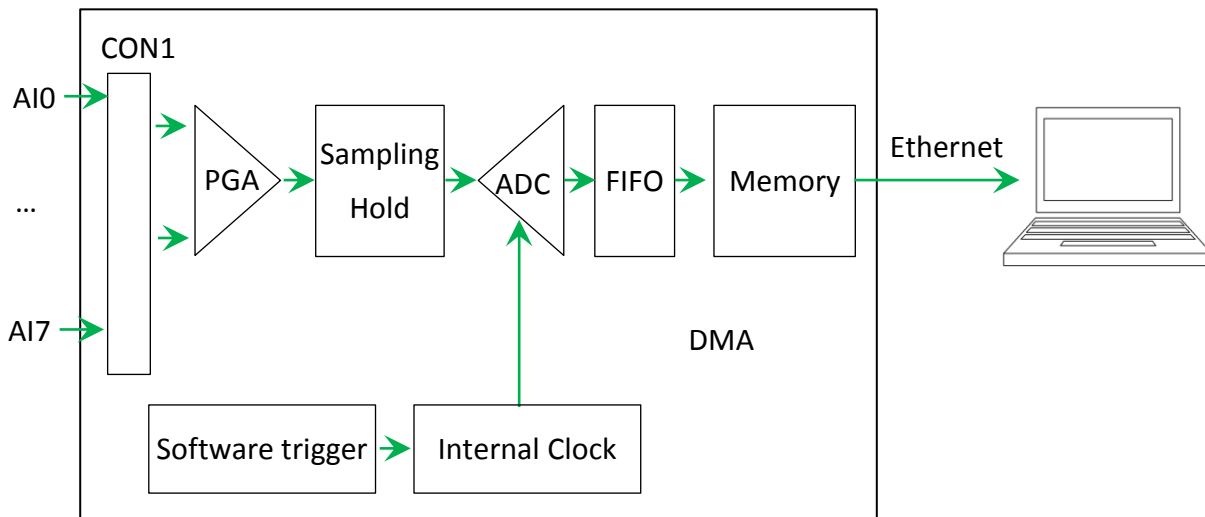 CON1
AI0
...
AI7
PGA
Sampling
Hold
ADC
FIFO
Memory
Ethernet
DMA
Software trigger
Internal Clock